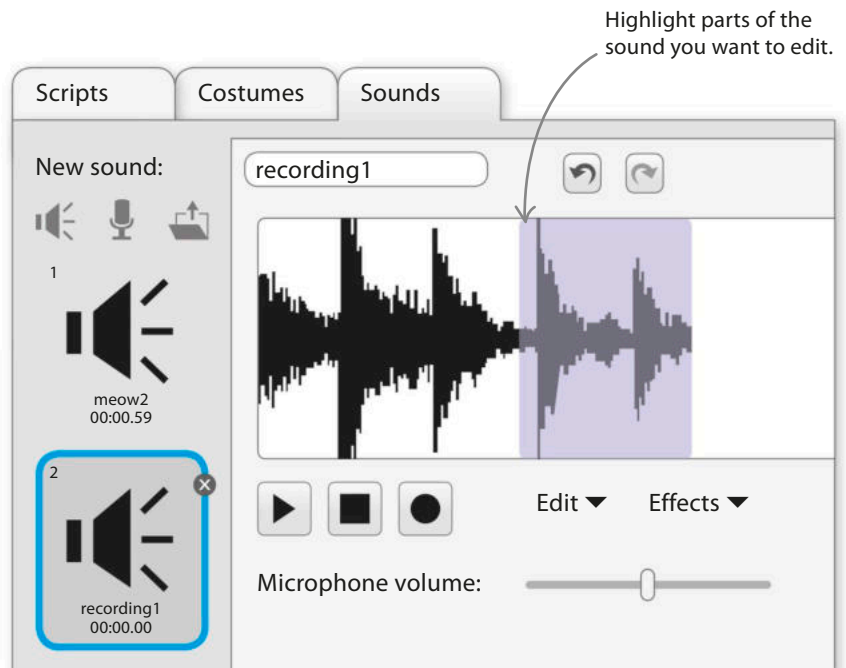 Highlight parts of the
sound you want to edit.
Scripts
Costumes
Sounds
New sound:
recording1
1
meow2
00:00.59
2
recording1
00:00.00
Edit
Effects
Microphone volume: